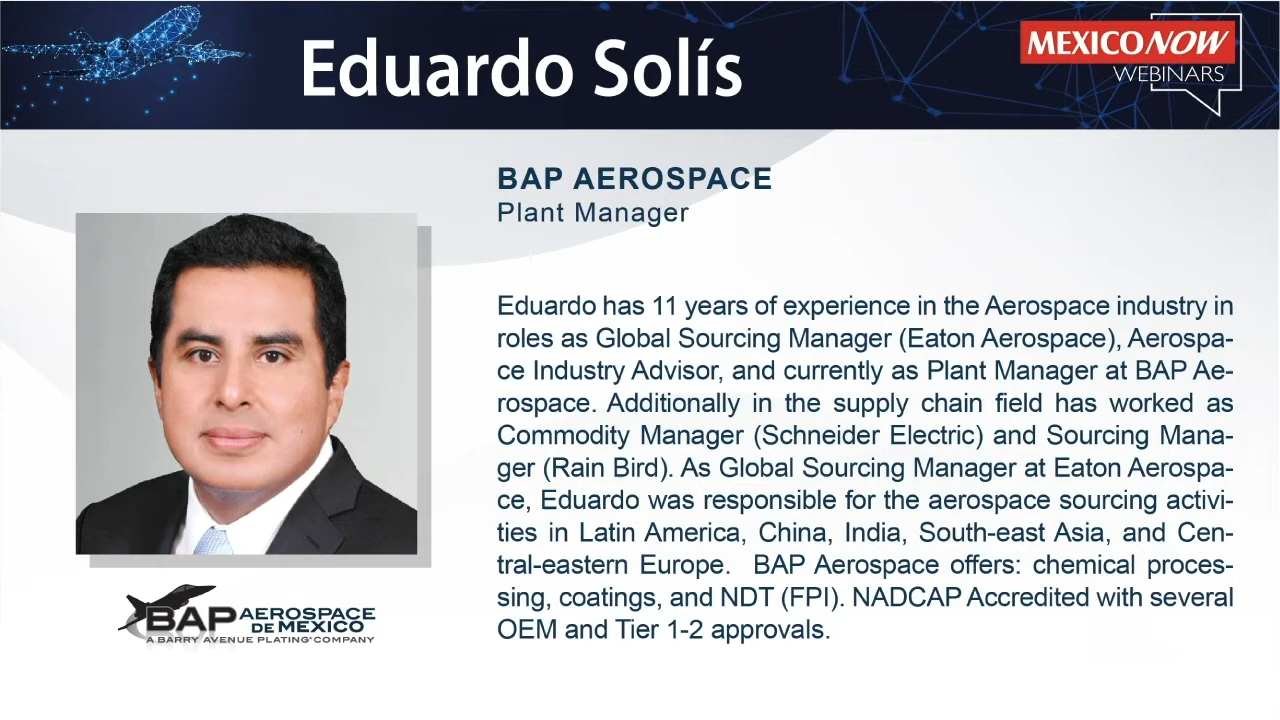 Eduardo Solís
MEXICO NOW
WEBINARS
BAP AEROSPACE
Plant Manager
Eduardo has 11 years of experience in the Aerospace industry in
roles as Global Sourcing Manager (Eaton Aerospace), Aerospa-
ce Industry Advisor, and currently as Plant Manager at BAP Ae-
rospace. Additionally in the supply chain field has worked as
Commodity Manager (Schneider Electric) and Sourcing Mana-
ger (Rain Bird). As Global Sourcing Manager at Eaton Aerospa-
ce, Eduardo was responsible for the aerospace sourcing activi-
ties in Latin America, China, India, South-east Asia, and Cen-
tral-eastern Europe. BAP Aerospace offers: chemical proces-
sing, coatings, and NDT (FPI). NADCAP Accredited with several
OEM and Tier 1-2 approvals.
BAP AEROSPACE
DE MEXICO
A BARRY AVENUE PLATING® COMPANY